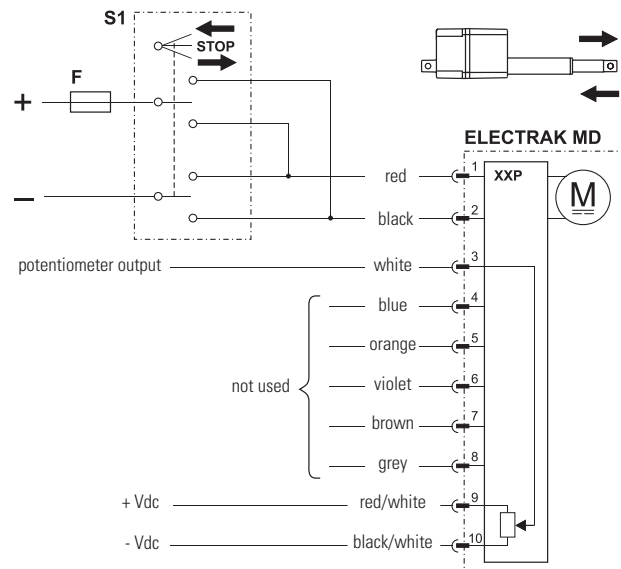 S1
STOP
F
+
–
ELECTRAK MD
XXP
M
red 1
black 2
potentiometer output white 3
blue 4
orange 5
not used violet 6
brown 7
grey 8
+ Vdc red/white 9
- Vdc black/white 10